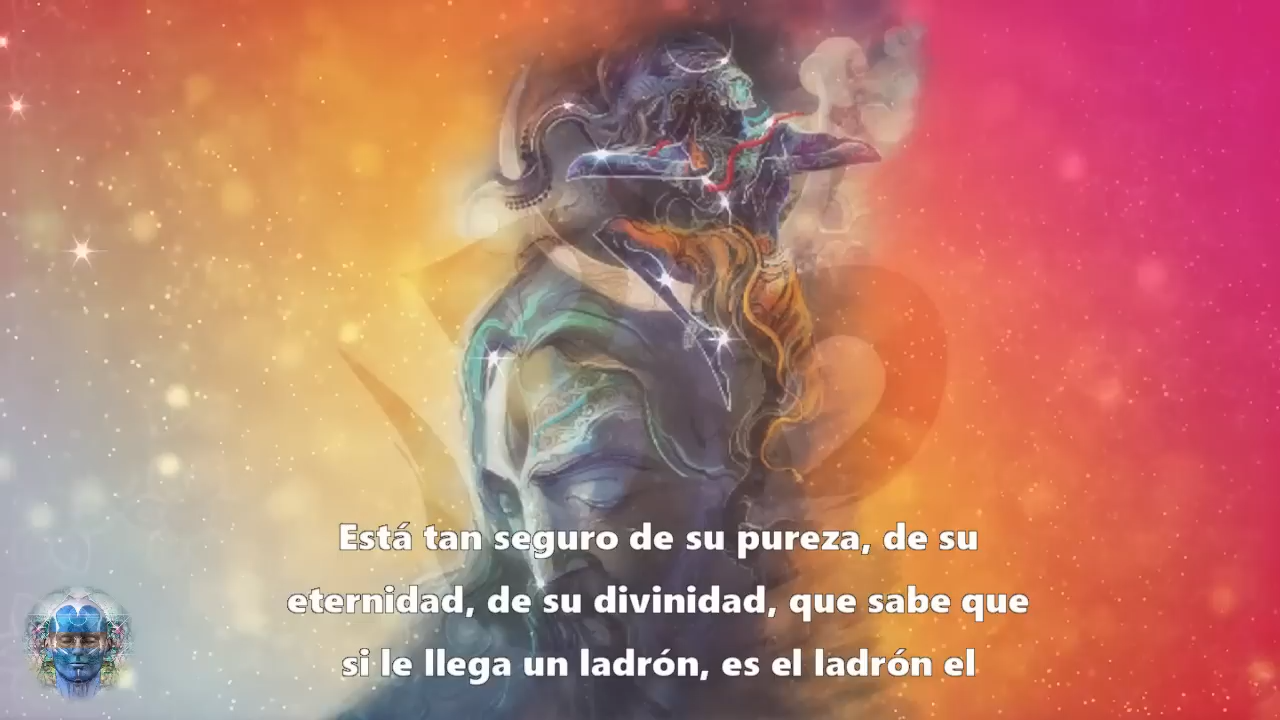 Está tan seguro de su pureza, de su
eternidad, de su divinidad, que sabe que
si le llega un ladrón, es el ladrón el